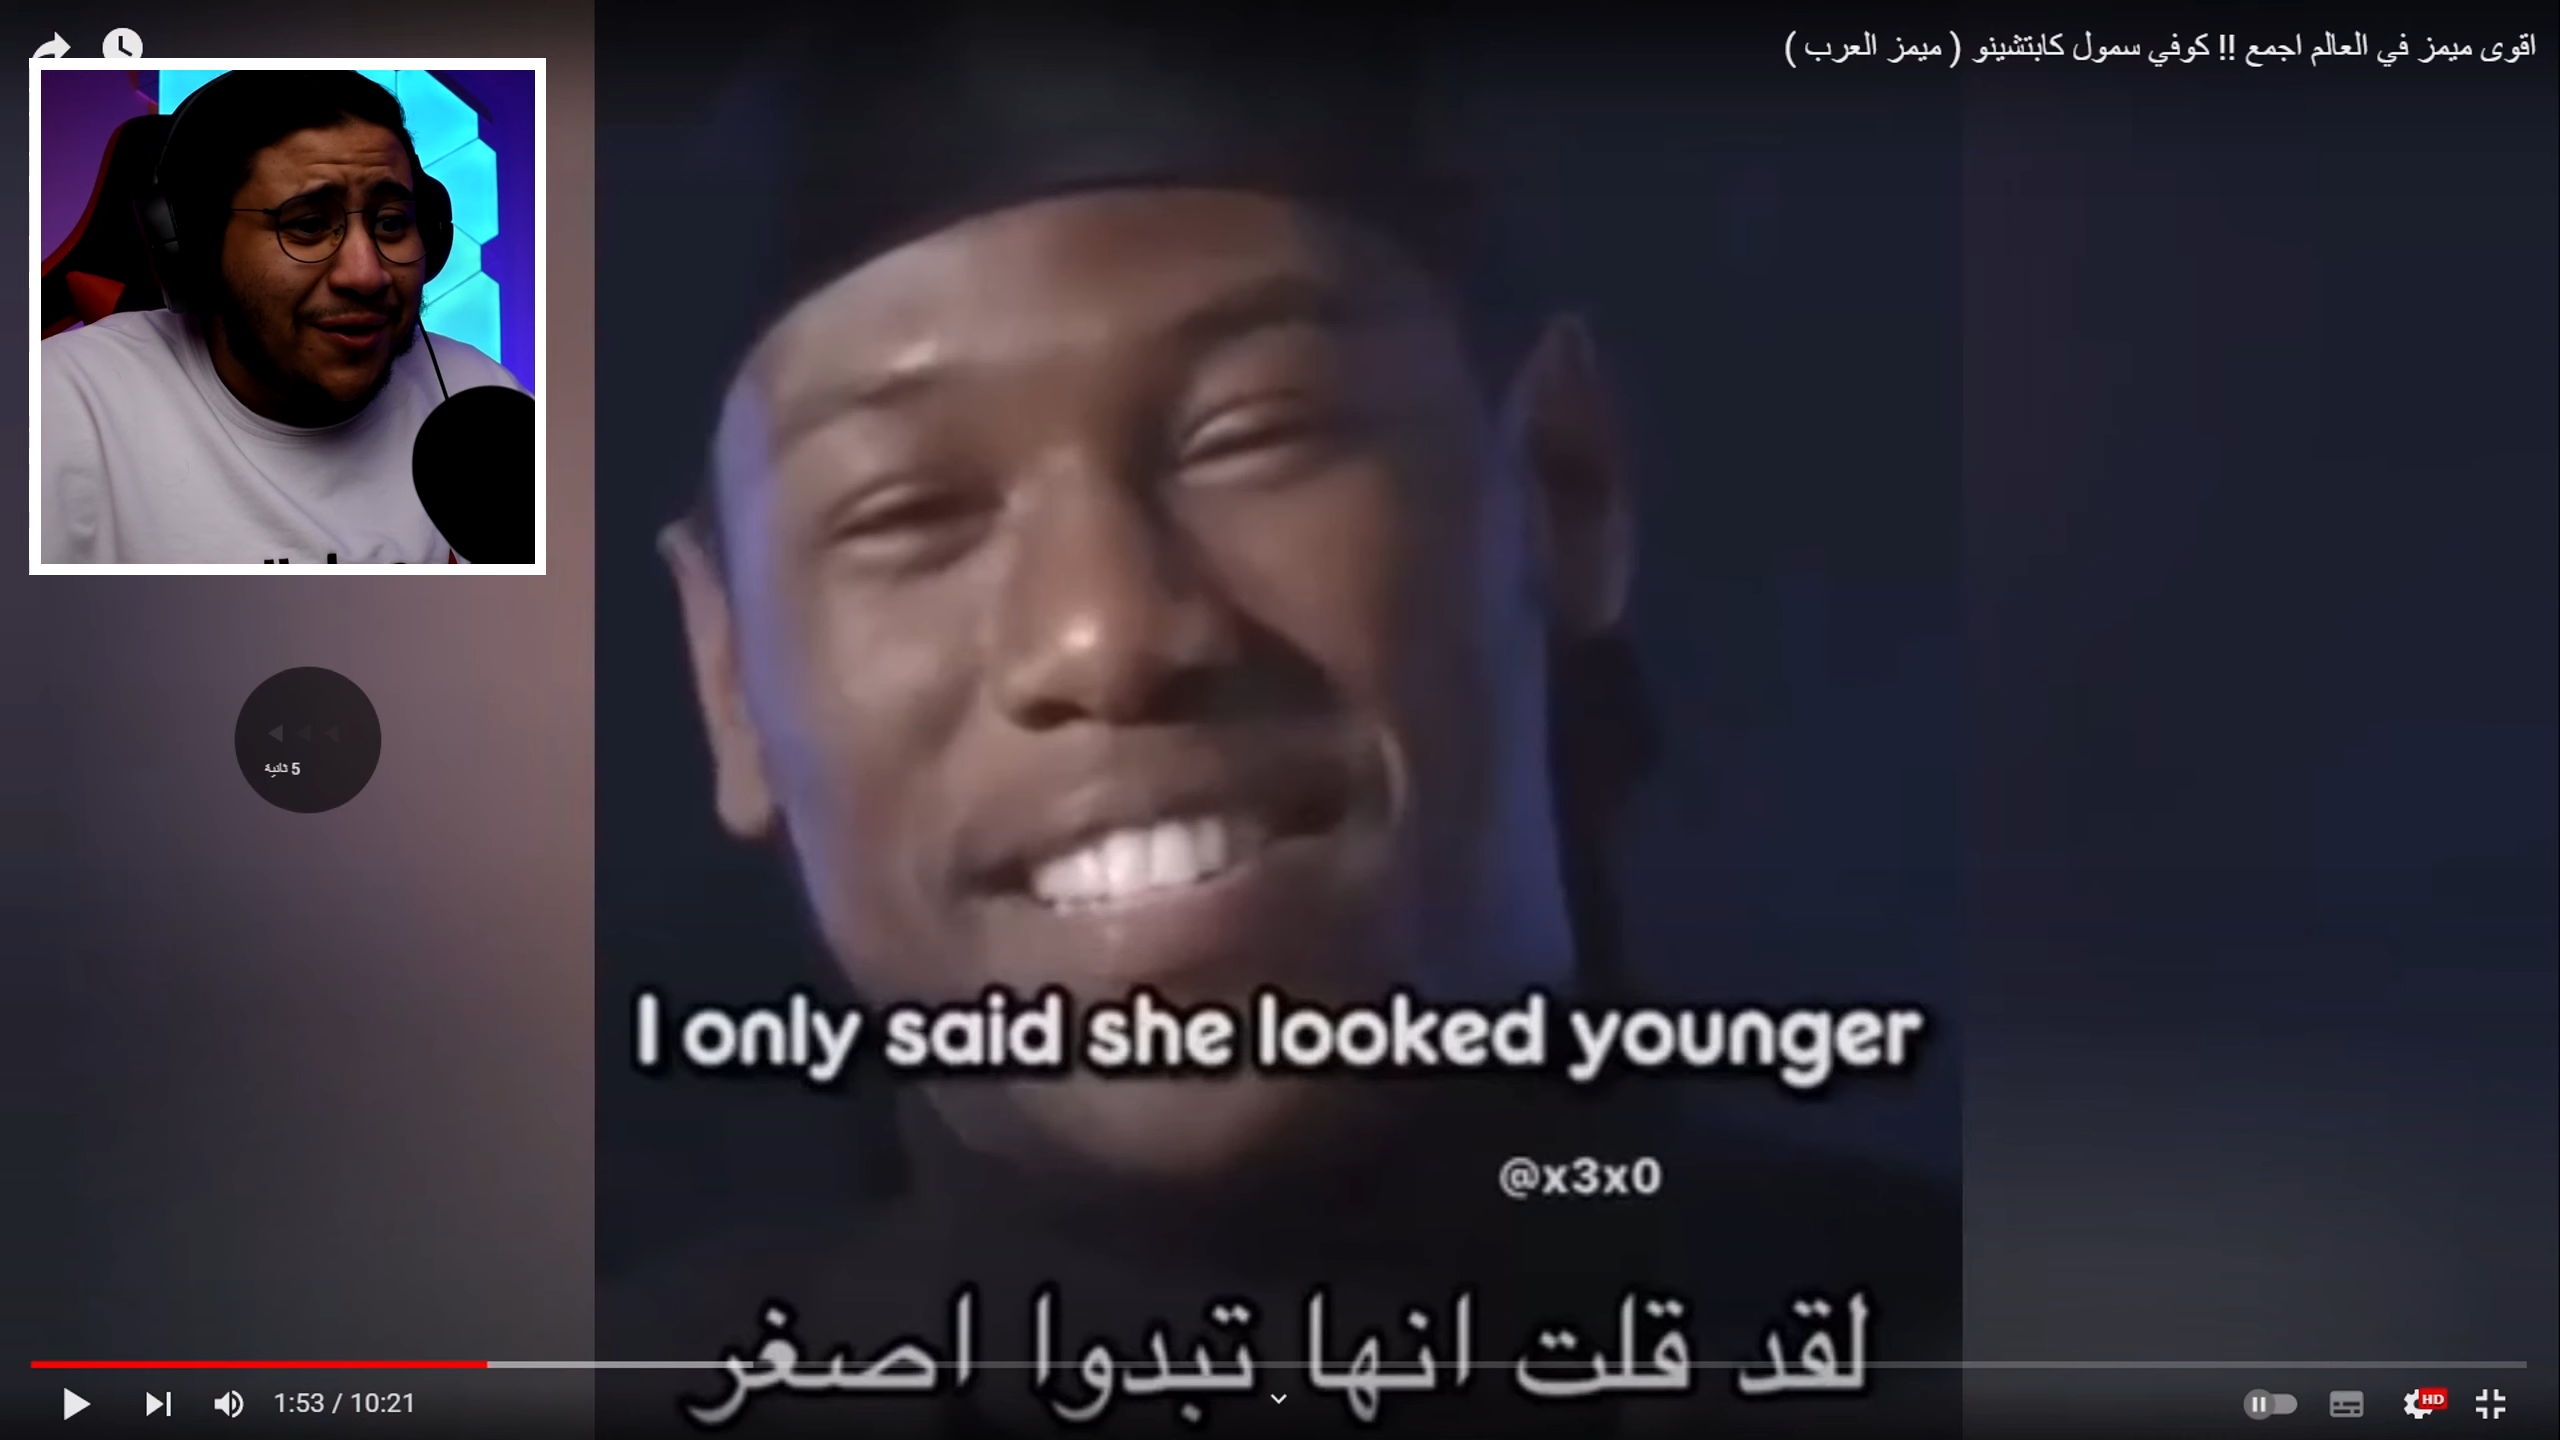 اقوى ميمز في العالم اجمع !! كوفي سمول كابتشينو ( ميمز العرب )
5 ثانية
I only said she looked younger
@x3x0
لقد قلت انها تبدوا اصغر
1:53 / 10:21
HD